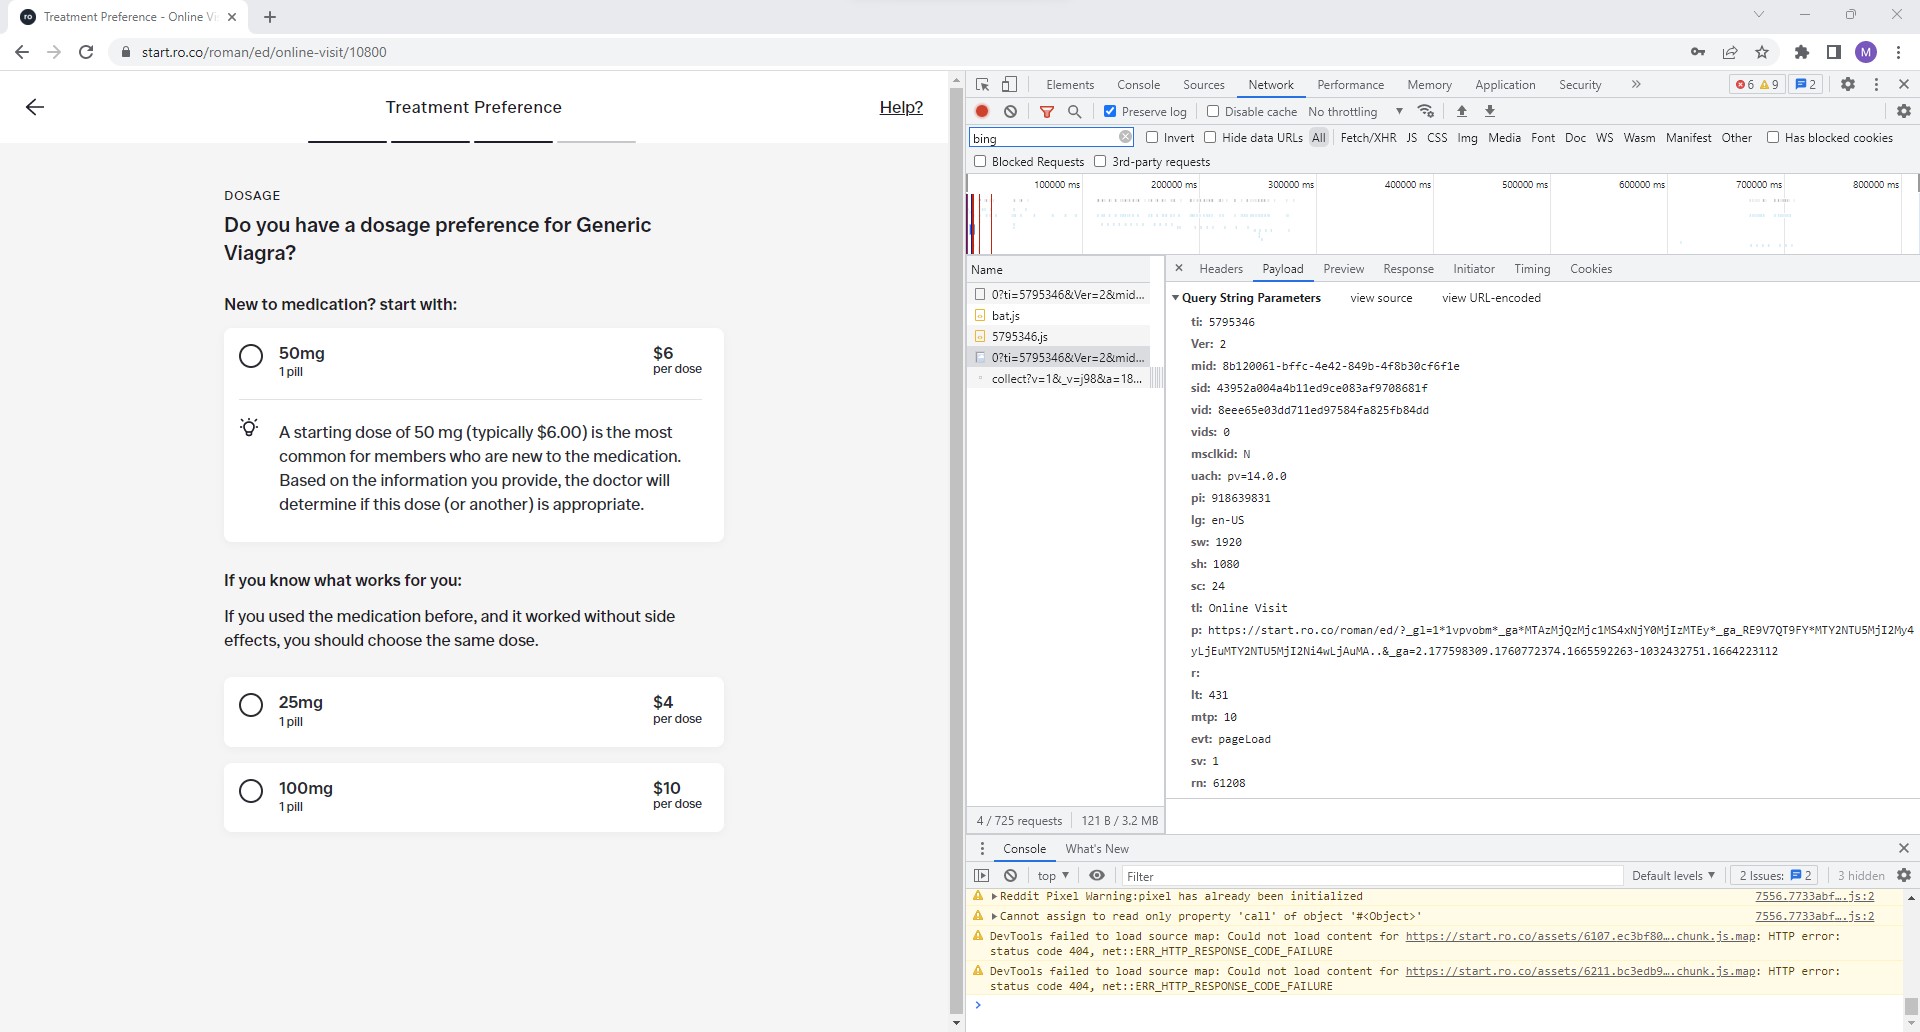 ro Treatment Preference - Online Vi
start.ro.co/roman/ed/online-visit/10800
M
Treatment Preference
Help?
DOSAGE
Do you have a dosage preference for Generic
Viagra?
New to medication? start with:
50mg
1 pill
$6
per dose
A starting dose of 50 mg (typically $6.00) is the most
common for members who are new to the medication.
Based on the information you provide, the doctor will
determine if this dose (or another) is appropriate.
If you know what works for you:
If you used the medication before, and it worked without side
effects, you should choose the same dose.
25mg
1 pill
$4
per dose
100mg
1 pill
$10
per dose
Elements Console Sources Network Performance Memory Application Security » 6 9 2
Preserve log Disable cache No throttling
bing Invert Hide data URLs All Fetch/XHR JS CSS Img Media Font Doc WS Wasm Manifest Other Has blocked cookies
Blocked Requests 3rd-party requests
100000 ms 200000 ms 300000 ms 400000 ms 500000 ms 600000 ms 700000 ms 800000 ms
Name
0?ti=5795346&Ver=2&mid...
bat.js
5795346.js
0?ti=5795346&Ver=2&mid...
collect?v=1&_v=j98&a=18...
4 / 725 requests 121 B / 3.2 MB
Headers Payload Preview Response Initiator Timing Cookies
Query String Parameters view source view URL-encoded
ti: 5795346
Ver: 2
mid: 8b120061-bffc-4e42-849b-4f8b30cf6f1e
sid: 43952a004a4b11ed9ce083af9708681f
vid: 8eee65e03dd711ed97584fa825fb84dd
vids: 0
msclkid: N
uach: pv=14.0.0
pi: 918639831
lg: en-US
sw: 1920
sh: 1080
sc: 24
tl: Online Visit
p: https://start.ro.co/roman/ed/?_gl=1*1vpvobm*_ga*MTAzMjQzMjc1MS4xNjY0MjIzMTEy*_ga_RE9V7QT9FY*MTY2NTU5MjI2My4
yLjEuMTY2NTU5MjI2Ni4wLjAuMA..&_ga=2.177598309.1760772374.1665592263-1032432751.1664223112
r:
lt: 431
mtp: 10
evt: pageLoad
sv: 1
rn: 61208
Console What's New
top Filter Default levels 2 Issues: 2 3 hidden
Reddit Pixel Warning:pixel has already been initialized 7556.7733abf….js:2
Cannot assign to read only property 'call' of object '#<Object>' 7556.7733abf….js:2
DevTools failed to load source map: Could not load content for https://start.ro.co/assets/6107.ec3bf80….chunk.js.map: HTTP error:
status code 404, net::ERR_HTTP_RESPONSE_CODE_FAILURE
DevTools failed to load source map: Could not load content for https://start.ro.co/assets/6211.bc3edb9….chunk.js.map: HTTP error:
status code 404, net::ERR_HTTP_RESPONSE_CODE_FAILURE